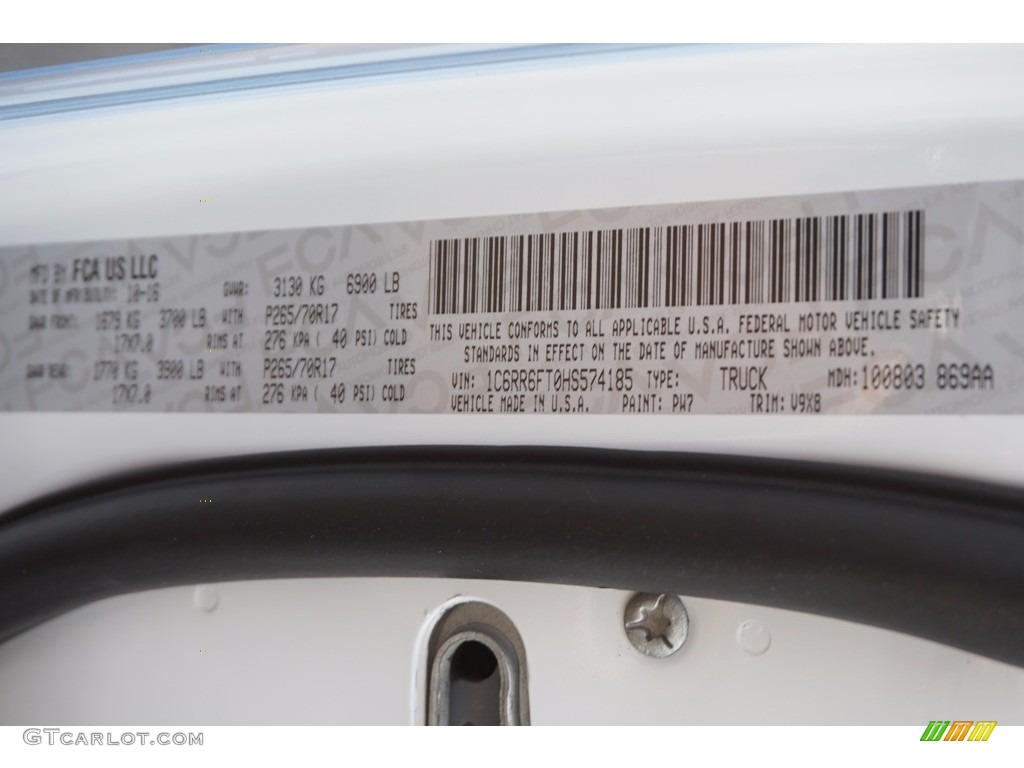 MFD BY FCA US LLC
DATE OF MFR 10-16 GVWR: 3130 KG 6900 LB
GAWR FRONT: 1679 KG 3700 LB WITH P265/70R17 TIRES
17X7.0 RIMS AT 276 KPA ( 40 PSI) COLD
GAWR REAR: 1770 KG 3900 LB WITH P265/70R17 TIRES
17X7.0 RIMS AT 276 KPA ( 40 PSI) COLD
THIS VEHICLE CONFORMS TO ALL APPLICABLE U.S.A. FEDERAL MOTOR VEHICLE SAFETY
STANDARDS IN EFFECT ON THE DATE OF MANUFACTURE SHOWN ABOVE.
VIN: 1C6RR6FT0HS574185 TYPE: TRUCK MDH: 100803 869AA
VEHICLE MADE IN U.S.A. PAINT: PW7 TRIM: V9X8
GTCARLOT.COM